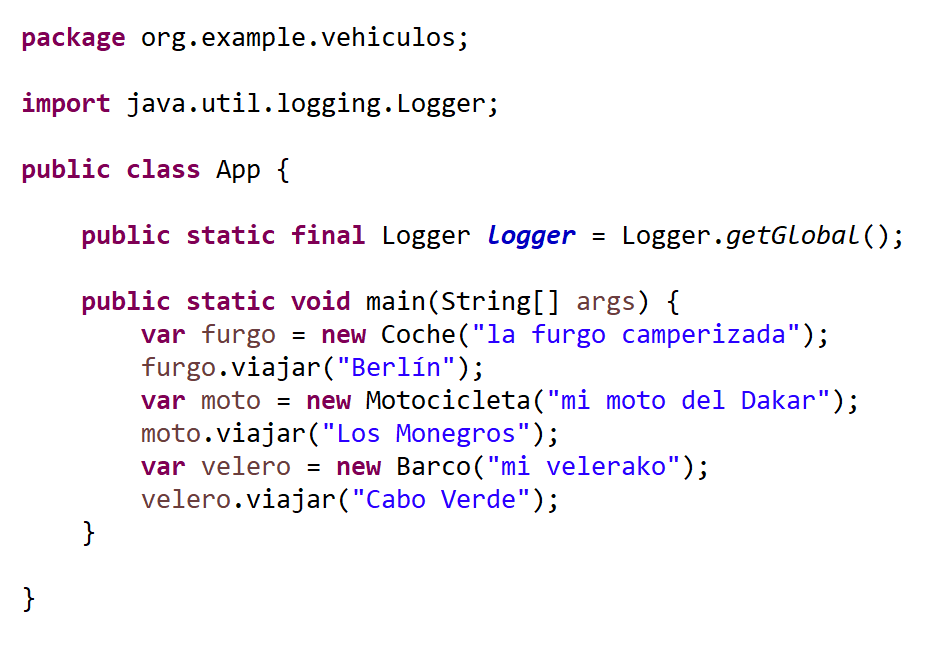 package org.example.vehiculos;
import java.util.logging.Logger;
public class App {
public static final Logger logger = Logger.getGlobal();
public static void main(String[] args) {
var furgo = new Coche("la furgo camperizada");
furgo.viajar("Berlín");
var moto = new Motocicleta("mi moto del Dakar");
moto.viajar("Los Monegros");
var velero = new Barco("mi velerako");
velero.viajar("Cabo Verde");
}
}